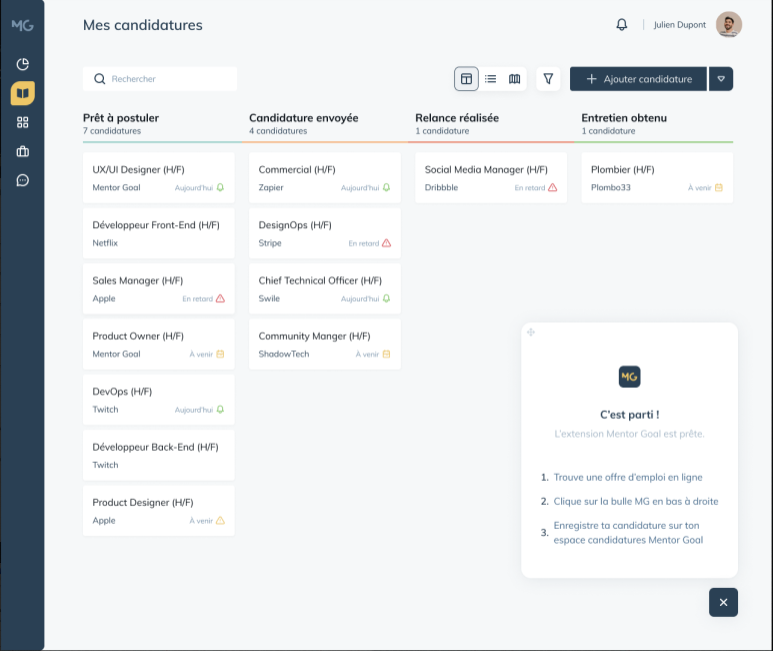 MG
Mes candidatures
Julien Dupont
Rechercher
Ajouter candidature
Prêt à postuler
7 candidatures
UX/UI Designer (H/F)
Mentor Goal Aujourd'hui
Développeur Front-End (H/F)
Netflix
Sales Manager (H/F)
Apple En retard
Product Owner (H/F)
Mentor Goal À venir
DevOps (H/F)
Twitch Aujourd'hui
Développeur Back-End (H/F)
Twitch
Product Designer (H/F)
Apple À venir
Candidature envoyée
4 candidatures
Commercial (H/F)
Zapier Aujourd'hui
DesignOps (H/F)
Stripe En retard
Chief Technical Officer (H/F)
Swile Aujourd'hui
Community Manger (H/F)
ShadowTech À venir
Relance réalisée
1 candidature
Social Media Manager (H/F)
Dribbble En retard
Entretien obtenu
1 candidature
Plombier (H/F)
Plombo33 À venir
MG
C'est parti !
L'extension Mentor Goal est prête.
1. Trouve une offre d'emploi en ligne
2. Clique sur la bulle MG en bas à droite
3. Enregistre ta candidature sur ton
espace candidatures Mentor Goal